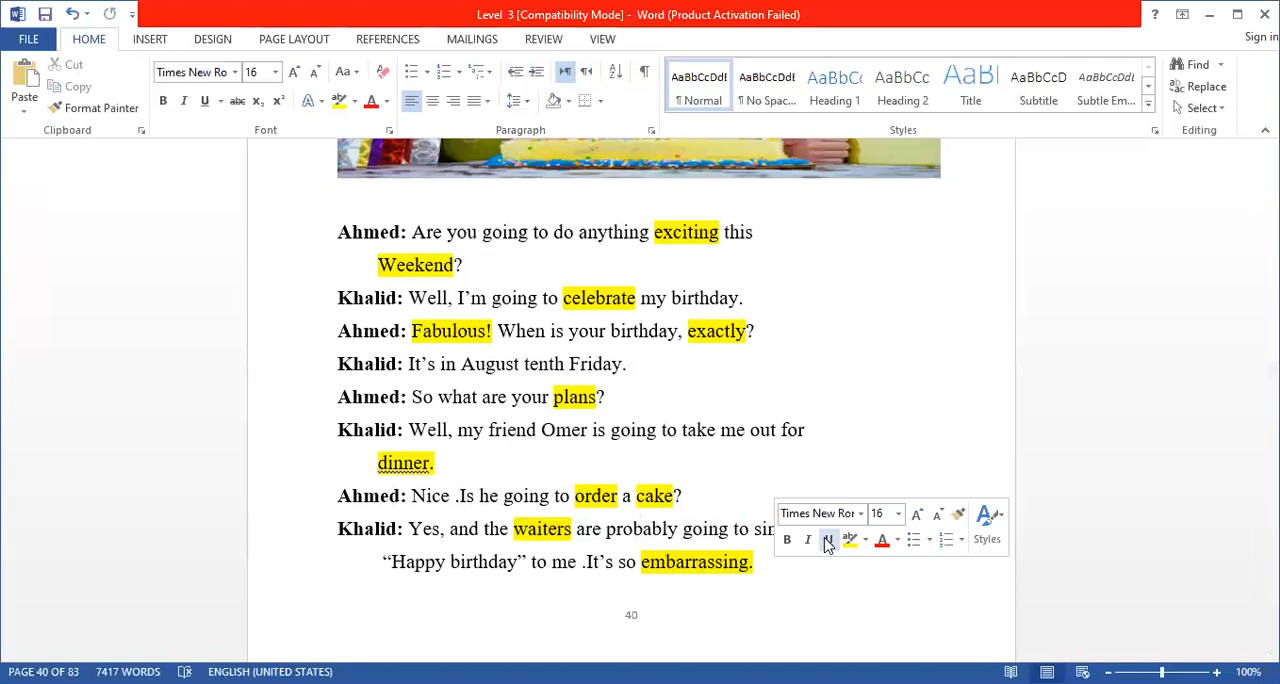 Level 3 [Compatibility Mode] - Word (Product Activation Failed)
FILE HOME INSERT DESIGN PAGE LAYOUT REFERENCES MAILINGS REVIEW VIEW Sign in
Paste
Cut
Copy
Format Painter
Clipboard
Times New Ro 16
Font
Paragraph
AaBbCcDdI AaBbCcDdI AaBbCc AaBbCcD AaBl AaBbCcD AaBbCcDdI
¶ Normal ¶ No Spac... Heading 1 Heading 2 Title Subtitle Subtle Em...
Styles
Find
Replace
Select
Editing
Ahmed: Are you going to do anything exciting this
Weekend?
Khalid: Well, I’m going to celebrate my birthday.
Ahmed: Fabulous! When is your birthday, exactly?
Khalid: It’s in August tenth Friday.
Ahmed: So what are your plans?
Khalid: Well, my friend Omer is going to take me out for
dinner.
Ahmed: Nice .Is he going to order a cake?
Khalid: Yes, and the waiters are probably going to sin
“Happy birthday” to me .It’s so embarrassing.
Times New Ror 16
Styles
40
PAGE 40 OF 83 7417 WORDS ENGLISH (UNITED STATES) 100%